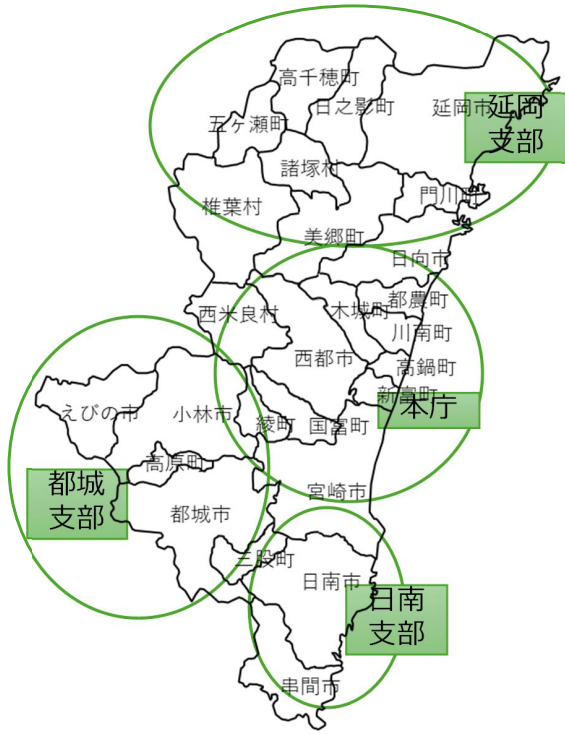 高千穂町
日之影町
延岡市
延岡
支部
五ヶ瀬町
諸塚村
門川町
椎葉村
美郷町
日向市
西米良村
木城町
都農町
川南町
西都市
高鍋町
新富町
本庁
えびの市
小林市
綾町
国富町
高原町
都城
支部
宮崎市
都城市
三股町
日南市
日南
支部
串間市